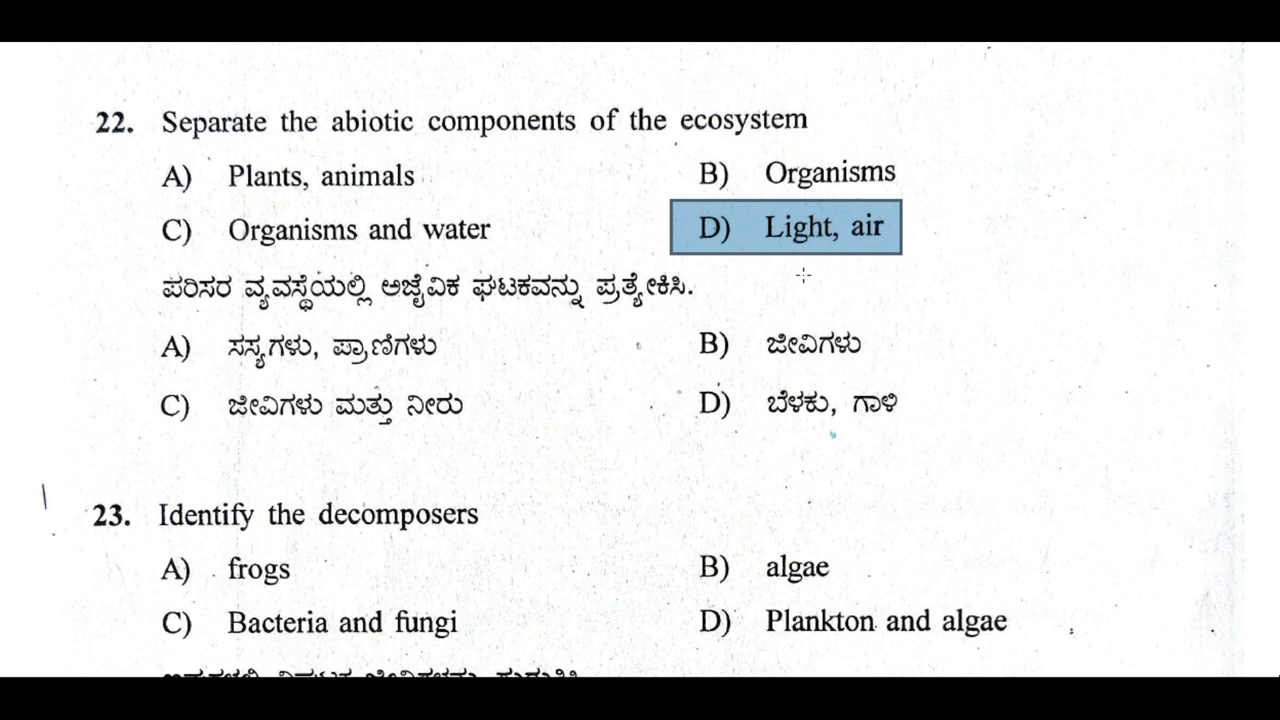 22. Separate the abiotic components of the ecosystem
A) Plants, animals B) Organisms
C) Organisms and water D) Light, air
ಪರಿಸರ ವ್ಯವಸ್ಥೆಯಲ್ಲಿ ಅಜೈವಿಕ ಘಟಕವನ್ನು ಪ್ರತ್ಯೇಕಿಸಿ.
A) ಸಸ್ಯಗಳು, ಪ್ರಾಣಿಗಳು B) ಜೀವಿಗಳು
C) ಜೀವಿಗಳು ಮತ್ತು ನೀರು D) ಬೆಳಕು, ಗಾಳಿ
23. Identify the decomposers
A) frogs B) algae
C) Bacteria and fungi D) Plankton and algae